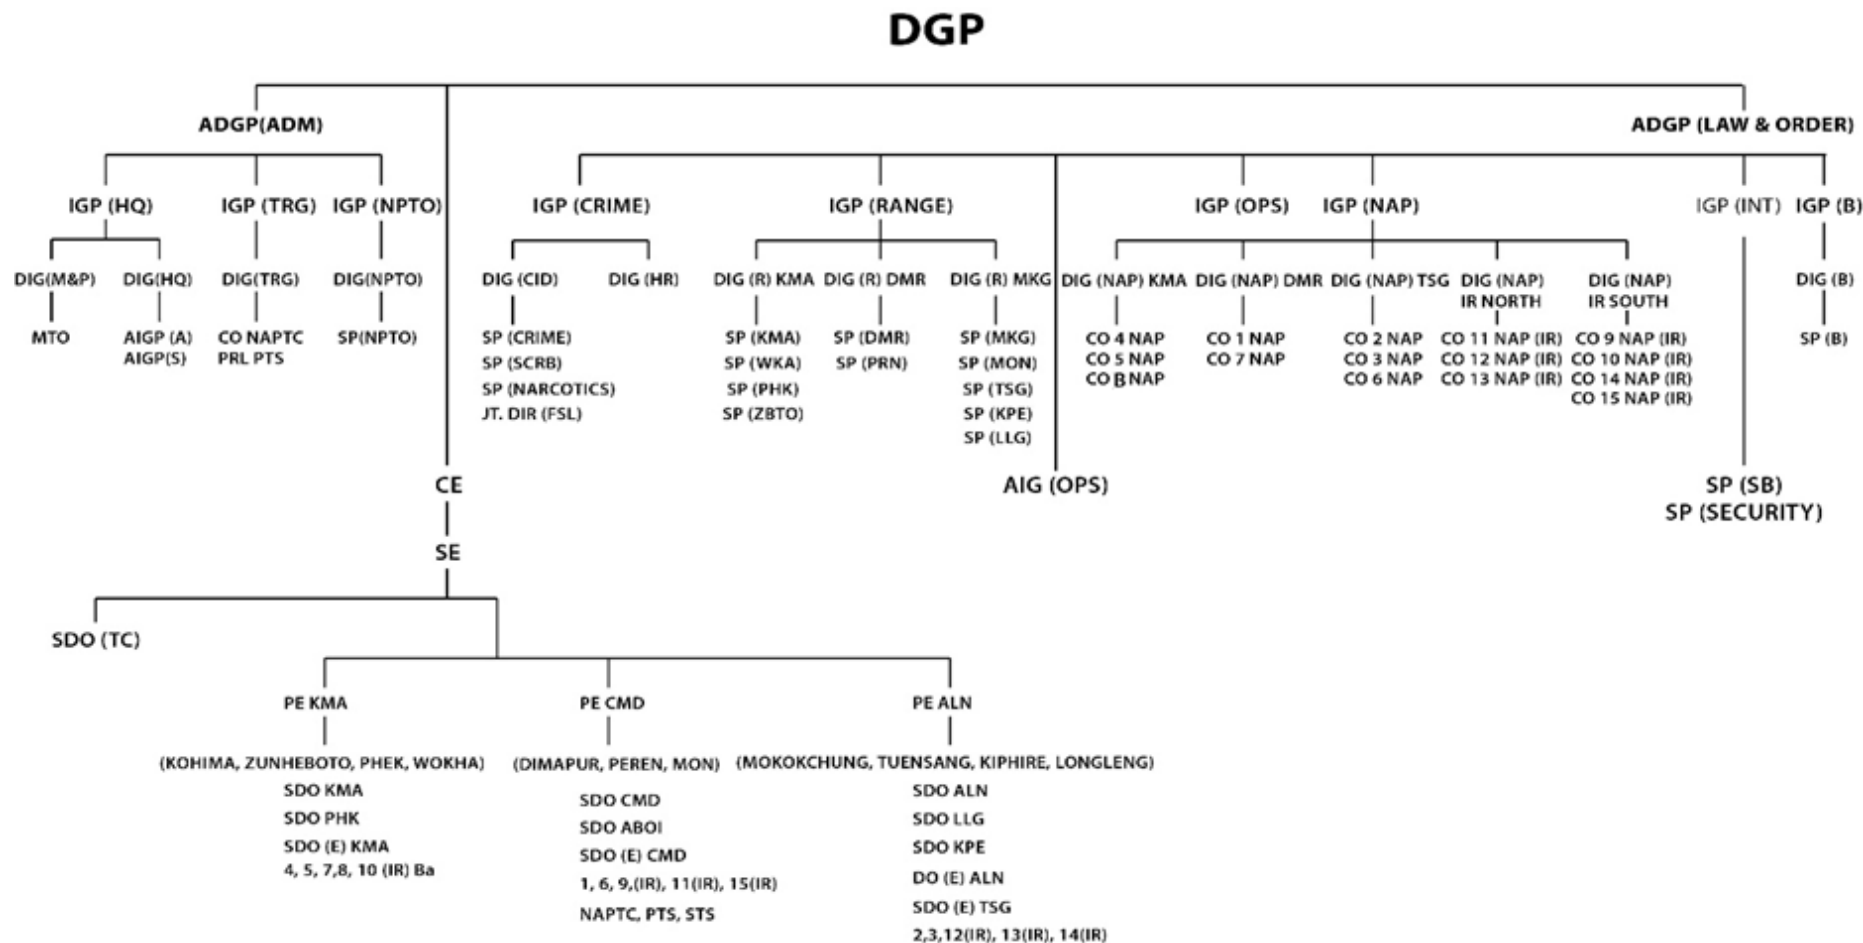 DGP
ADGP(ADM)
ADGP (LAW & ORDER)
IGP (HQ)
IGP (TRG)
IGP (NPTO)
IGP (CRIME)
IGP (RANGE)
IGP (OPS)
IGP (NAP)
IGP (INT)
IGP (B)
DIG(M&P)
DIG(HQ)
DIG(TRG)
DIG(NPTO)
DIG (CID)
DIG (HR)
DIG (R) KMA
DIG (R) DMR
DIG (R) MKG
DIG (NAP) KMA
DIG (NAP) DMR
DIG (NAP) TSG
DIG (NAP)
IR NORTH
DIG (NAP)
IR SOUTH
DIG (B)
MTO
AIGP (A)
AIGP(S)
CO NAPTC
PRL PTS
SP(NPTO)
SP (CRIME)
SP (SCRB)
SP (NARCOTICS)
JT. DIR (FSL)
SP (KMA)
SP (WKA)
SP (PHK)
SP (ZBTO)
SP (DMR)
SP (PRN)
SP (MKG)
SP (MON)
SP (TSG)
SP (KPE)
SP (LLG)
CO 4 NAP
CO 5 NAP
CO B NAP
CO 1 NAP
CO 7 NAP
CO 2 NAP
CO 3 NAP
CO 6 NAP
CO 11 NAP (IR)
CO 12 NAP (IR)
CO 13 NAP (IR)
CO 9 NAP (IR)
CO 10 NAP (IR)
CO 14 NAP (IR)
CO 15 NAP (IR)
SP (B)
CE
AIG (OPS)
SP (SB)
SP (SECURITY)
SE
SDO (TC)
PE KMA
PE CMD
PE ALN
(KOHIMA, ZUNHEBOTO, PHEK, WOKHA)
SDO KMA
SDO PHK
SDO (E) KMA
4, 5, 7,8, 10 (IR) Ba
(DIMAPUR, PEREN, MON)
SDO CMD
SDO ABOI
SDO (E) CMD
1, 6, 9,(IR), 11(IR), 15(IR)
NAPTC, PTS, STS
(MOKOKCHUNG, TUENSANG, KIPHIRE, LONGLENG)
SDO ALN
SDO LLG
SDO KPE
DO (E) ALN
SDO (E) TSG
2,3,12(IR), 13(IR), 14(IR)